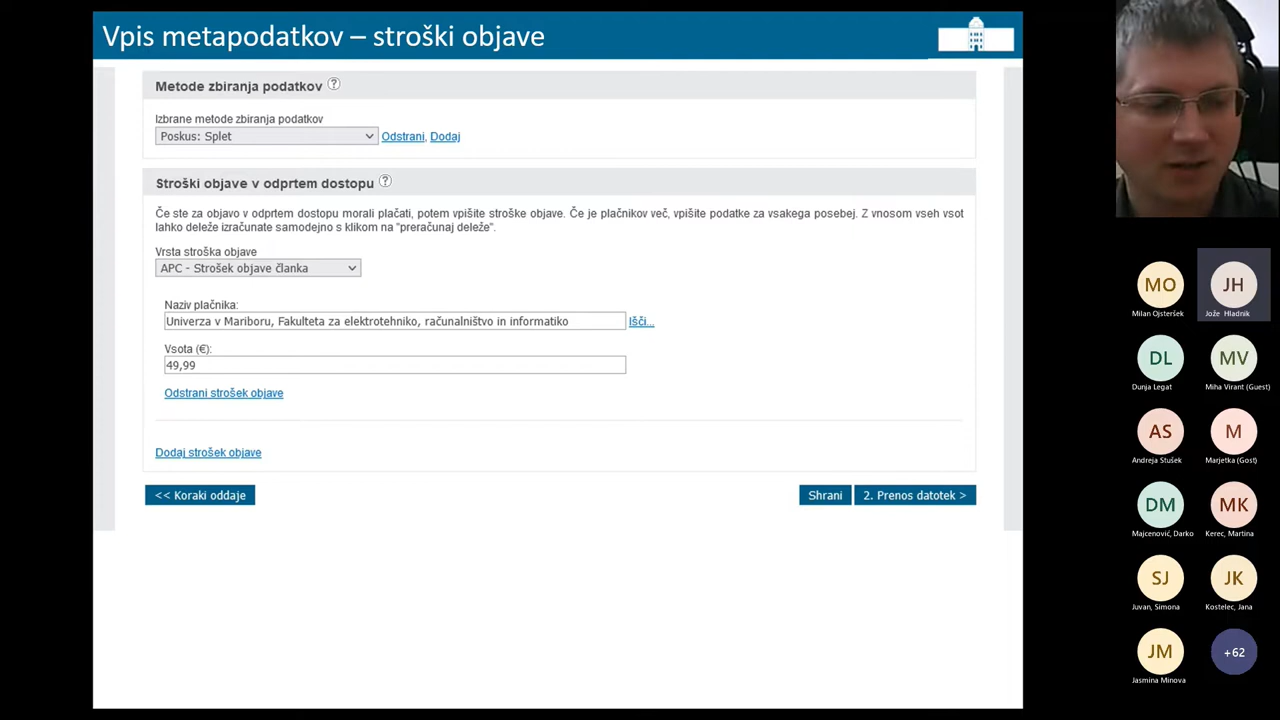 Vpis metapodatkov – stroški objave
Metode zbiranja podatkov ?
Izbrane metode zbiranja podatkov
Poskus: Splet
Odstrani, Dodaj
Stroški objave v odprtem dostopu ?
Če ste za objavo v odprtem dostopu morali plačati, potem vpišite stroške objave. Če je plačnikov več, vpišite podatke za vsakega posebej. Z vnosom vseh vsot
lahko deleže izračunate samodejno s klikom na "preračunaj deleže".
Vrsta stroška objave
APC - Strošek objave članka
Naziv plačnika:
Univerza v Mariboru, Fakulteta za elektrotehniko, računalništvo in informatiko
Išči...
Vsota (€):
49,99
Odstrani strošek objave
Dodaj strošek objave
<< Koraki oddaje
Shrani
2. Prenos datotek >
MO
Milan Ojsteršek
JH
Jože Hladnik
DL
Dunja Legat
MV
Miha Virant (Guest)
AS
Andreja Stušek
M
Marjetka (Gost)
DM
Majcenović, Darko
MK
Kerec, Martina
SJ
Juvan, Simona
JK
Kostelec, Jana
JM
Jasmina Minova
+62